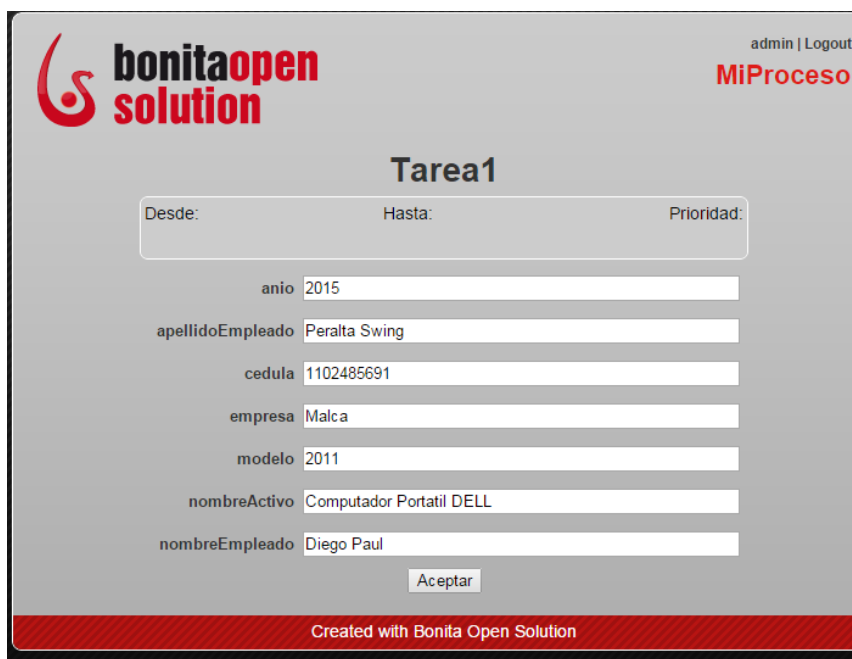 bonitaopen
solution
admin | Logout
MiProceso
Tarea1
Desde: Hasta: Prioridad:
anio 2015
apellidoEmpleado Peralta Swing
cedula 1102485691
empresa Malca
modelo 2011
nombreActivo Computador Portatil DELL
nombreEmpleado Diego Paul
Aceptar
Created with Bonita Open Solution